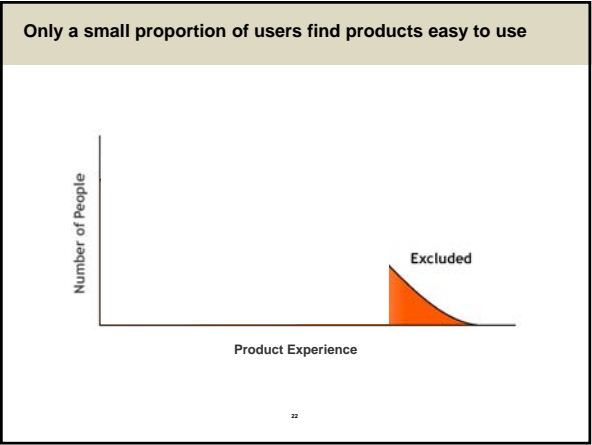 Only a small proportion of users find products easy to use
Number of People
Excluded
Product Experience
22